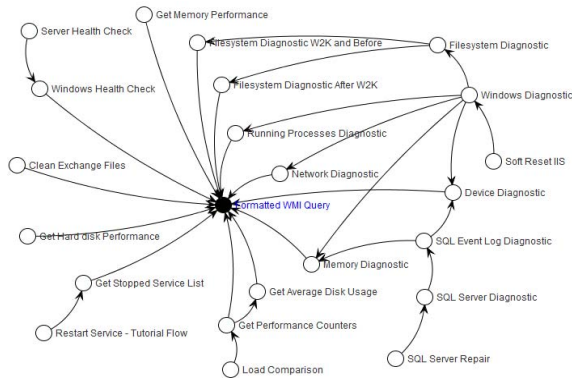 Get Memory Performance
Server Health Check
Filesystem Diagnostic W2K and Before
Filesystem Diagnostic
Windows Health Check
Filesystem Diagnostic After W2K
Windows Diagnostic
Running Processes Diagnostic
Soft Reset IIS
Clean Exchange Files
Network Diagnostic
Device Diagnostic
Formatted WMI Query
Get Hard disk Performance
SQL Event Log Diagnostic
Memory Diagnostic
Get Stopped Service List
Get Average Disk Usage
SQL Server Diagnostic
Restart Service - Tutorial Flow
Get Performance Counters
SQL Server Repair
Load Comparison